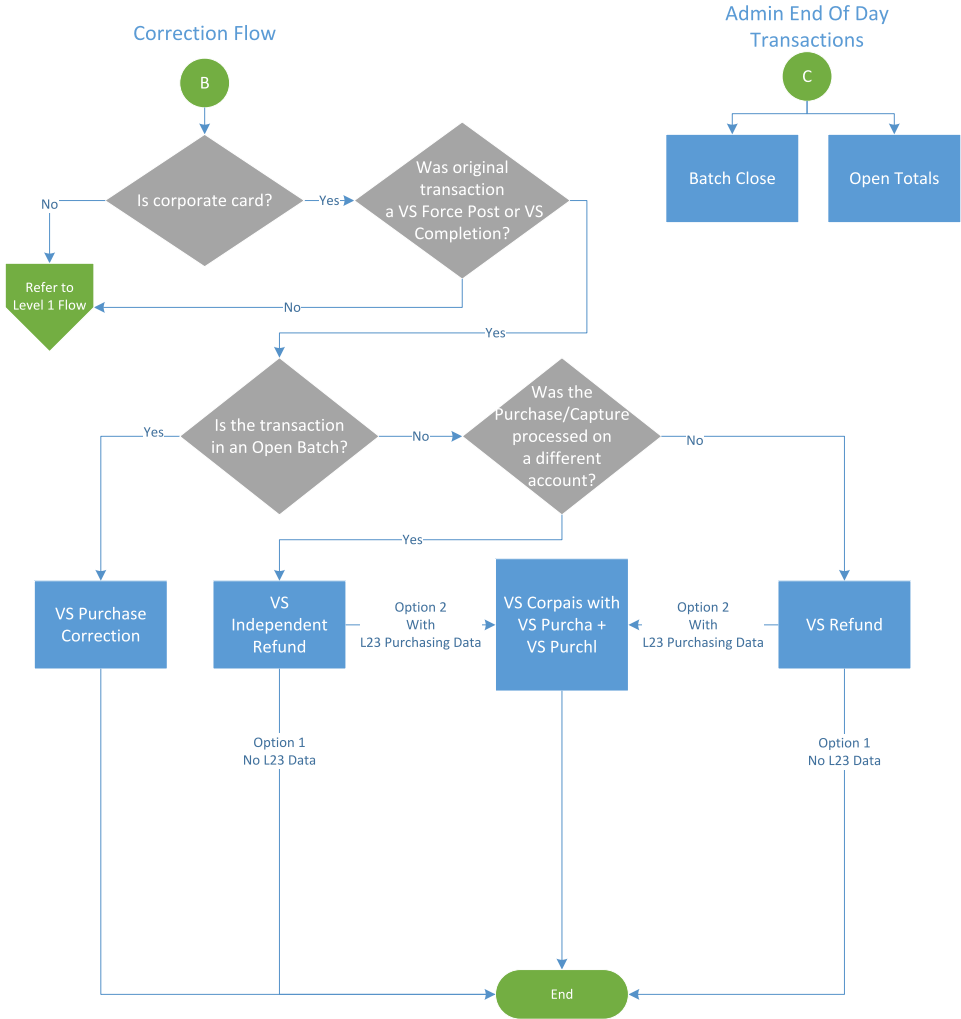 Correction Flow
Admin End Of Day
Transactions
B
C
Is corporate card?
Yes
Was original
transaction
a VS Force Post or VS
Completion?
Batch Close
Open Totals
No
Refer to
Level 1 Flow
No
Yes
Is the transaction
in an Open Batch?
Yes
No
Was the
Purchase/Capture
processed on
a different
account?
No
Yes
VS Purchase
Correction
VS
Independent
Refund
Option 2
With
L23 Purchasing Data
VS Corpais with
VS Purcha +
VS Purchl
Option 2
With
L23 Purchasing Data
VS Refund
Option 1
No L23 Data
Option 1
No L23 Data
End